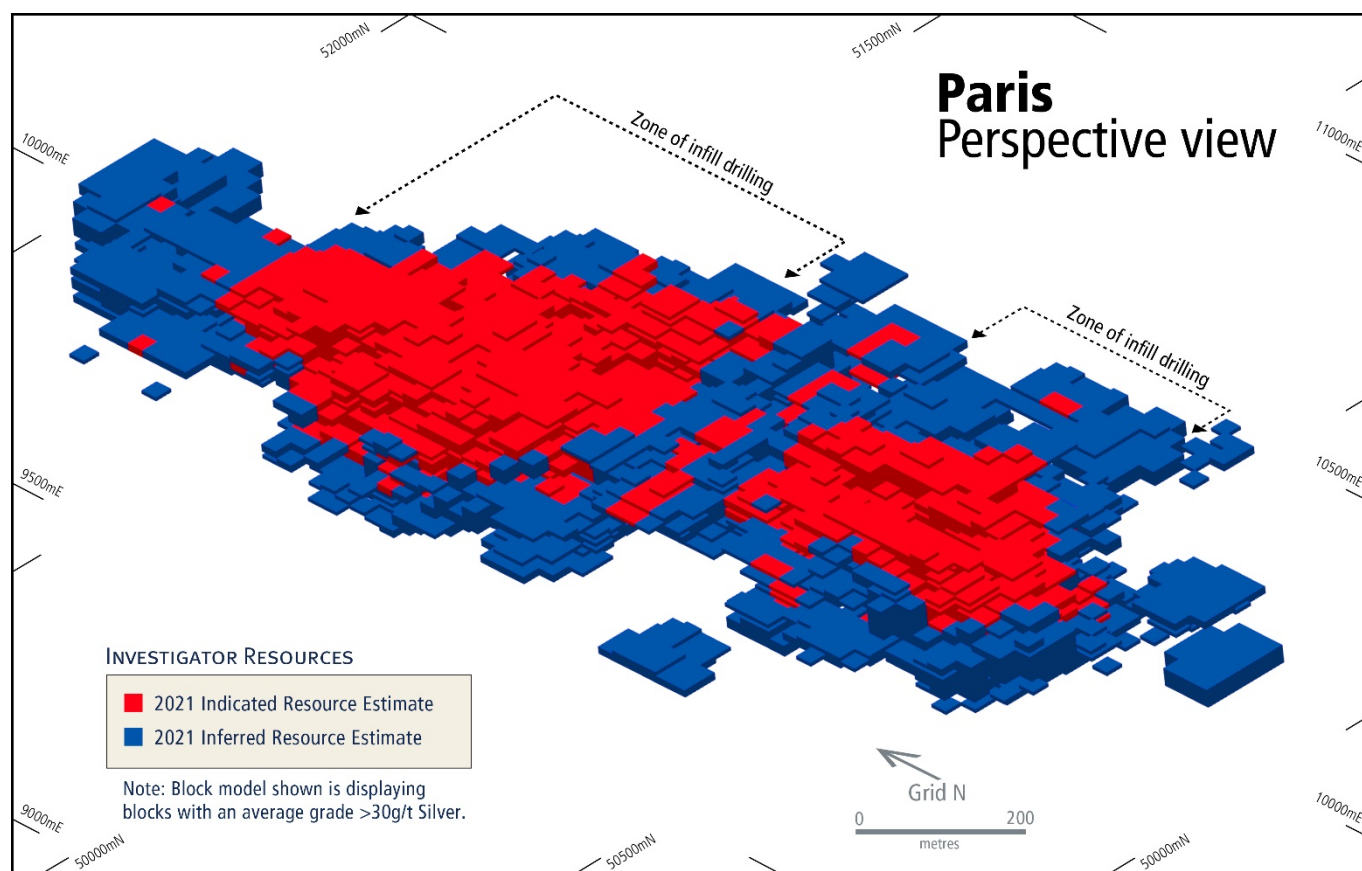 52000mN
51500mN
Paris
Perspective view
Zone of infill drilling
10000mE
11000mE
Zone of infill drilling
9500mE
10500mE
INVESTIGATOR RESOURCES
2021 Indicated Resource Estimate
2021 Inferred Resource Estimate
Note: Block model shown is displaying
blocks with an average grade >30g/t Silver.
Grid N
0 200
metres
9000mE
10000mE
50000mN
50500mN
50000mN